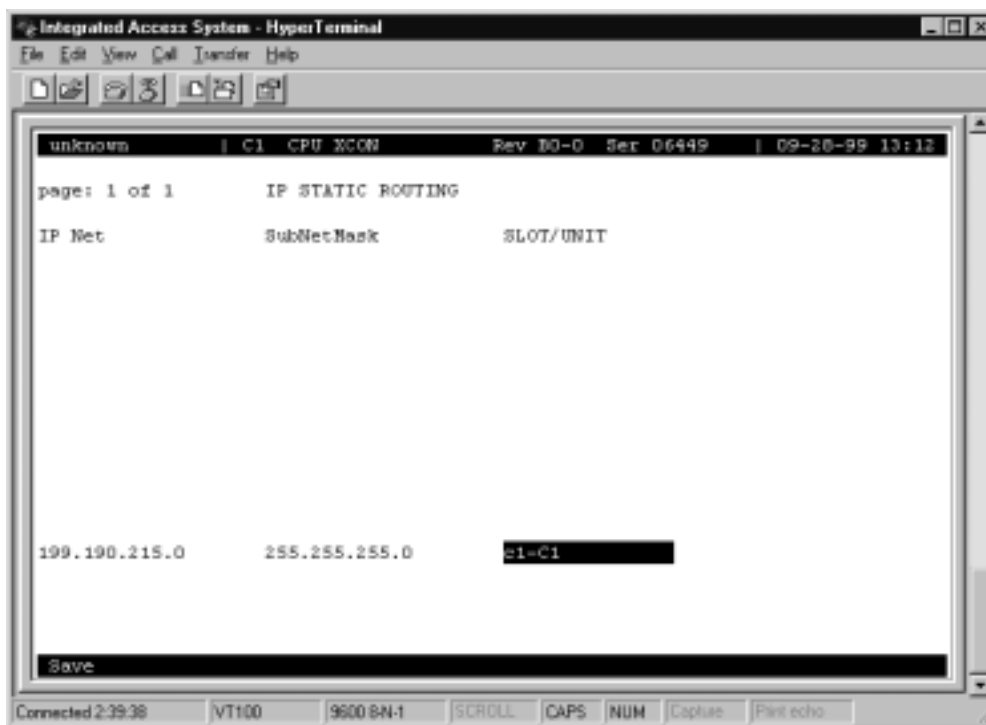 Integrated Access System - HyperTerminal
File Edit View Call Transfer Help
unknown | C1 CPU XCON Rev B0-0 Ser 06449 | 09-28-99 13:12
page: 1 of 1 IP STATIC ROUTING
IP Net SubNetMask SLOT/UNIT
199.190.215.0 255.255.255.0 e1-C1
Save
Connected 2:39:38 VT100 9600 8-N-1 SCROLL CAPS NUM Capture Print echo